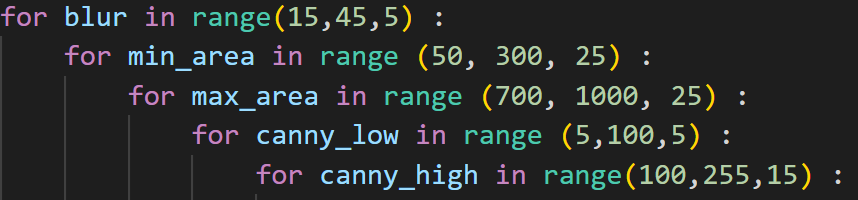 for blur in range(15,45,5) :
for min_area in range (50, 300, 25) :
for max_area in range (700, 1000, 25) :
for canny_low in range (5,100,5) :
for canny_high in range(100,255,15) :